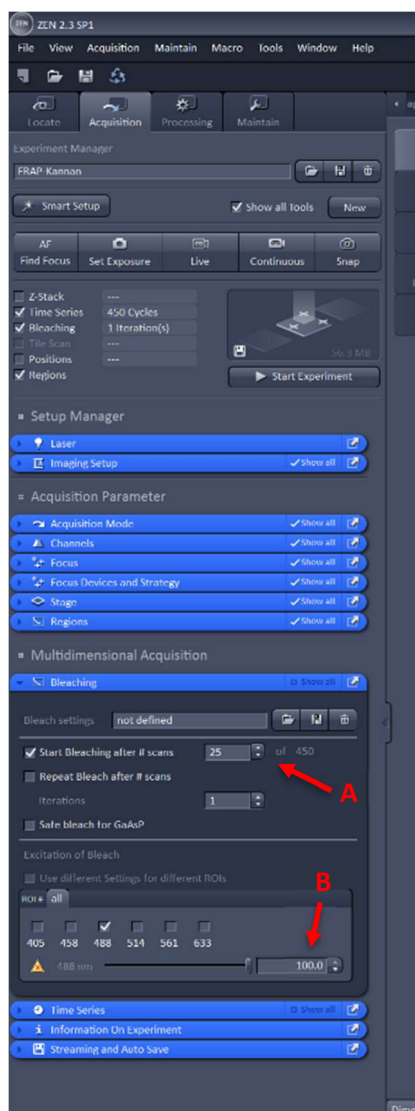 ZEN ZEN 2.3 SP1
File View Acquisition Maintain Macro Tools Window Help
Locate Acquisition Processing Maintain
Experiment Manager
FRAP-Kannan
Smart Setup Show all Tools New
AF
Find Focus Set Exposure Live Continuous Snap
Z-Stack ---
Time Series 450 Cycles
Bleaching 1 Iteration(s)
Tile Scan ---
Positions --- 56.3 MB
Regions
Start Experiment
Setup Manager
Laser
Imaging Setup Show all
Acquisition Parameter
Acquisition Mode Show all
Channels Show all
Focus Show all
Focus Devices and Strategy Show all
Stage Show all
Regions Show all
Multidimensional Acquisition
Bleaching Show all
Bleach settings not defined
Start Bleaching after # scans 25 of 450
A
Repeat Bleach after # scans
Iterations 1
Safe bleach for GaAsP
Excitation of Bleach
B
Use different Settings for different ROIs
ROI# all
405 458 488 514 561 633
488 nm 100.0
Time Series Show all
Information On Experiment
Streaming and Auto Save